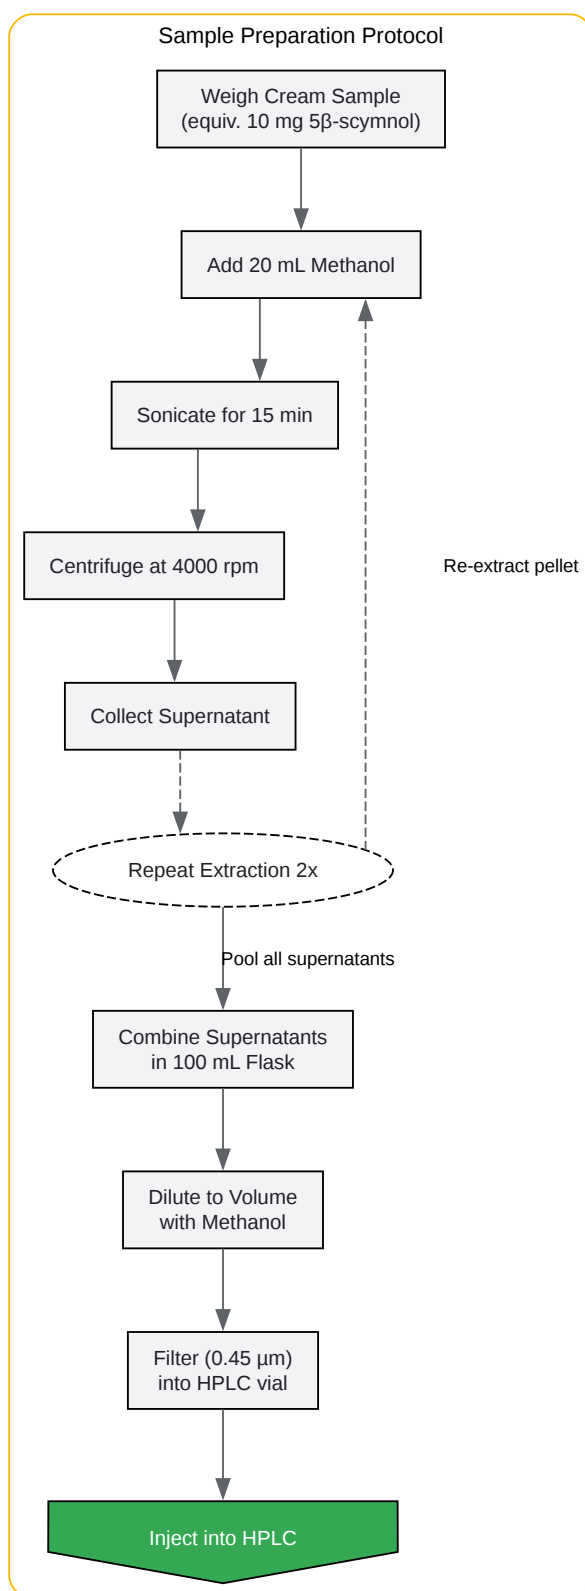 Sample Preparation Protocol
Weigh Cream Sample
(equiv. 10 mg 5β-scymnol)
Add 20 mL Methanol
Sonicate for 15 min
Centrifuge at 4000 rpm
Re-extract pellet
Collect Supernatant
Repeat Extraction 2x
Pool all supernatants
Combine Supernatants
in 100 mL Flask
Dilute to Volume
with Methanol
Filter (0.45 µm)
into HPLC vial
Inject into HPLC